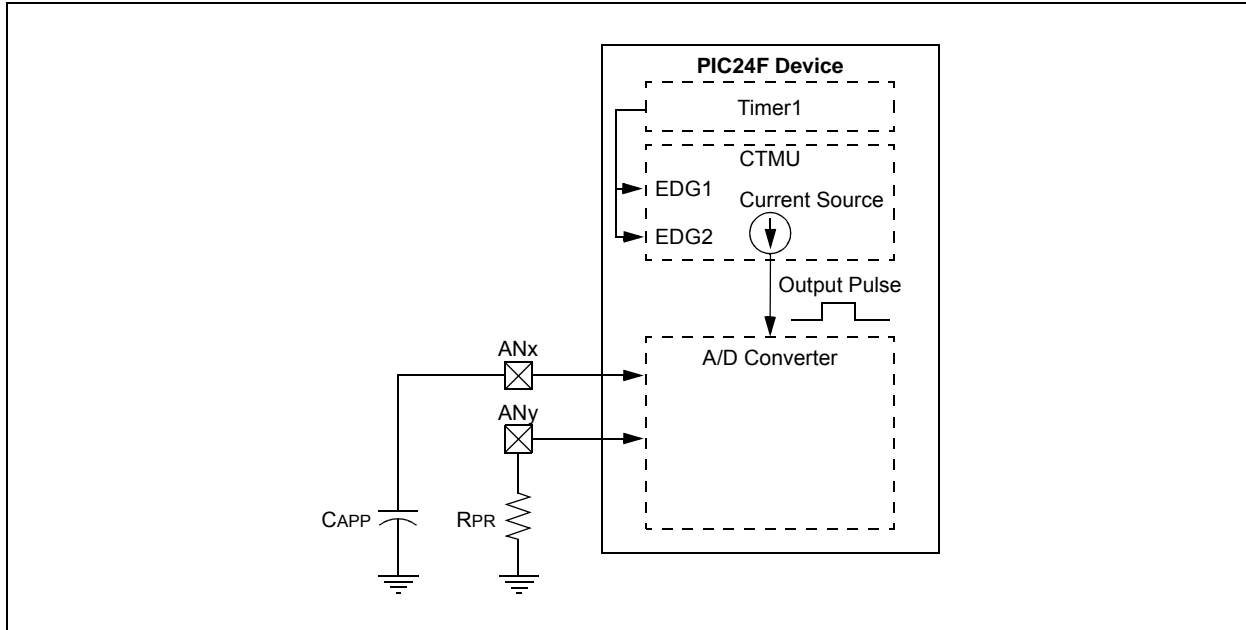 PIC24F Device
Timer1
CTMU
EDG1
Current Source
EDG2
Output Pulse
ANx
A/D Converter
ANy
CAPP
RPR